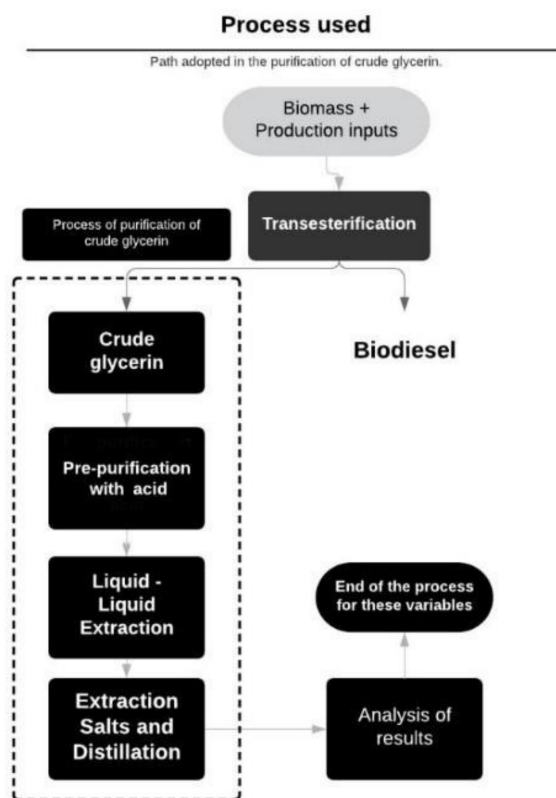 Process used
Path adopted in the purification of crude glycerin.
Biomass +
Production inputs
Transesterification
Process of purification of
crude glycerin
Crude
glycerin
Biodiesel
Pre-purification
with acid
Liquid -
Liquid
Extraction
End of the process
for these variables
Extraction
Salts and
Distillation
Analysis of
results